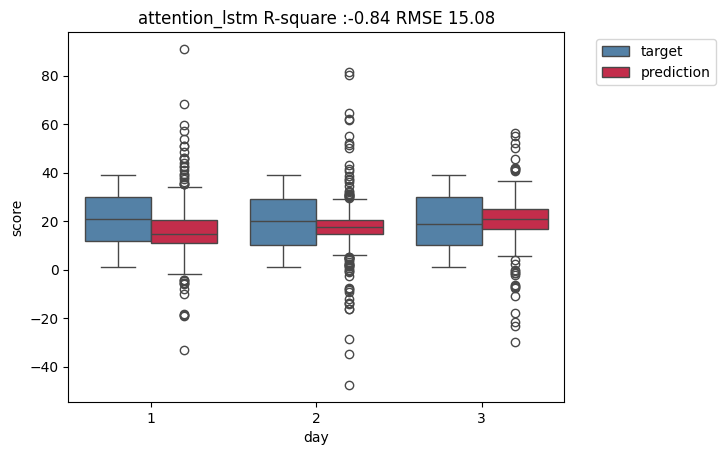 attention_lstm R-square :-0.84 RMSE 15.08
target
prediction
80
60
40
20
0
−20
−40
score
1
2
3
day